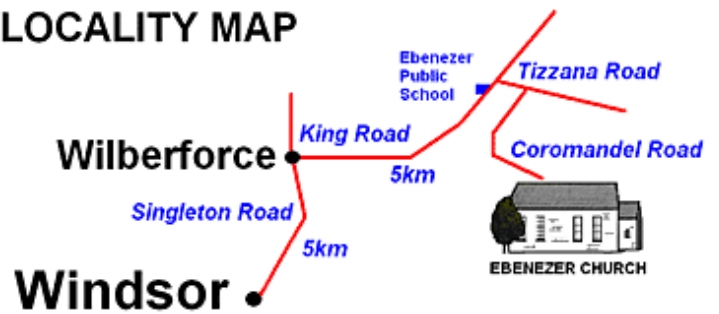 LOCALITY MAP
Ebenezer
Public
School
Tizzana Road
King Road
Wilberforce
Coromandel Road
5km
Singleton Road
5km
EBENEZER CHURCH
Windsor